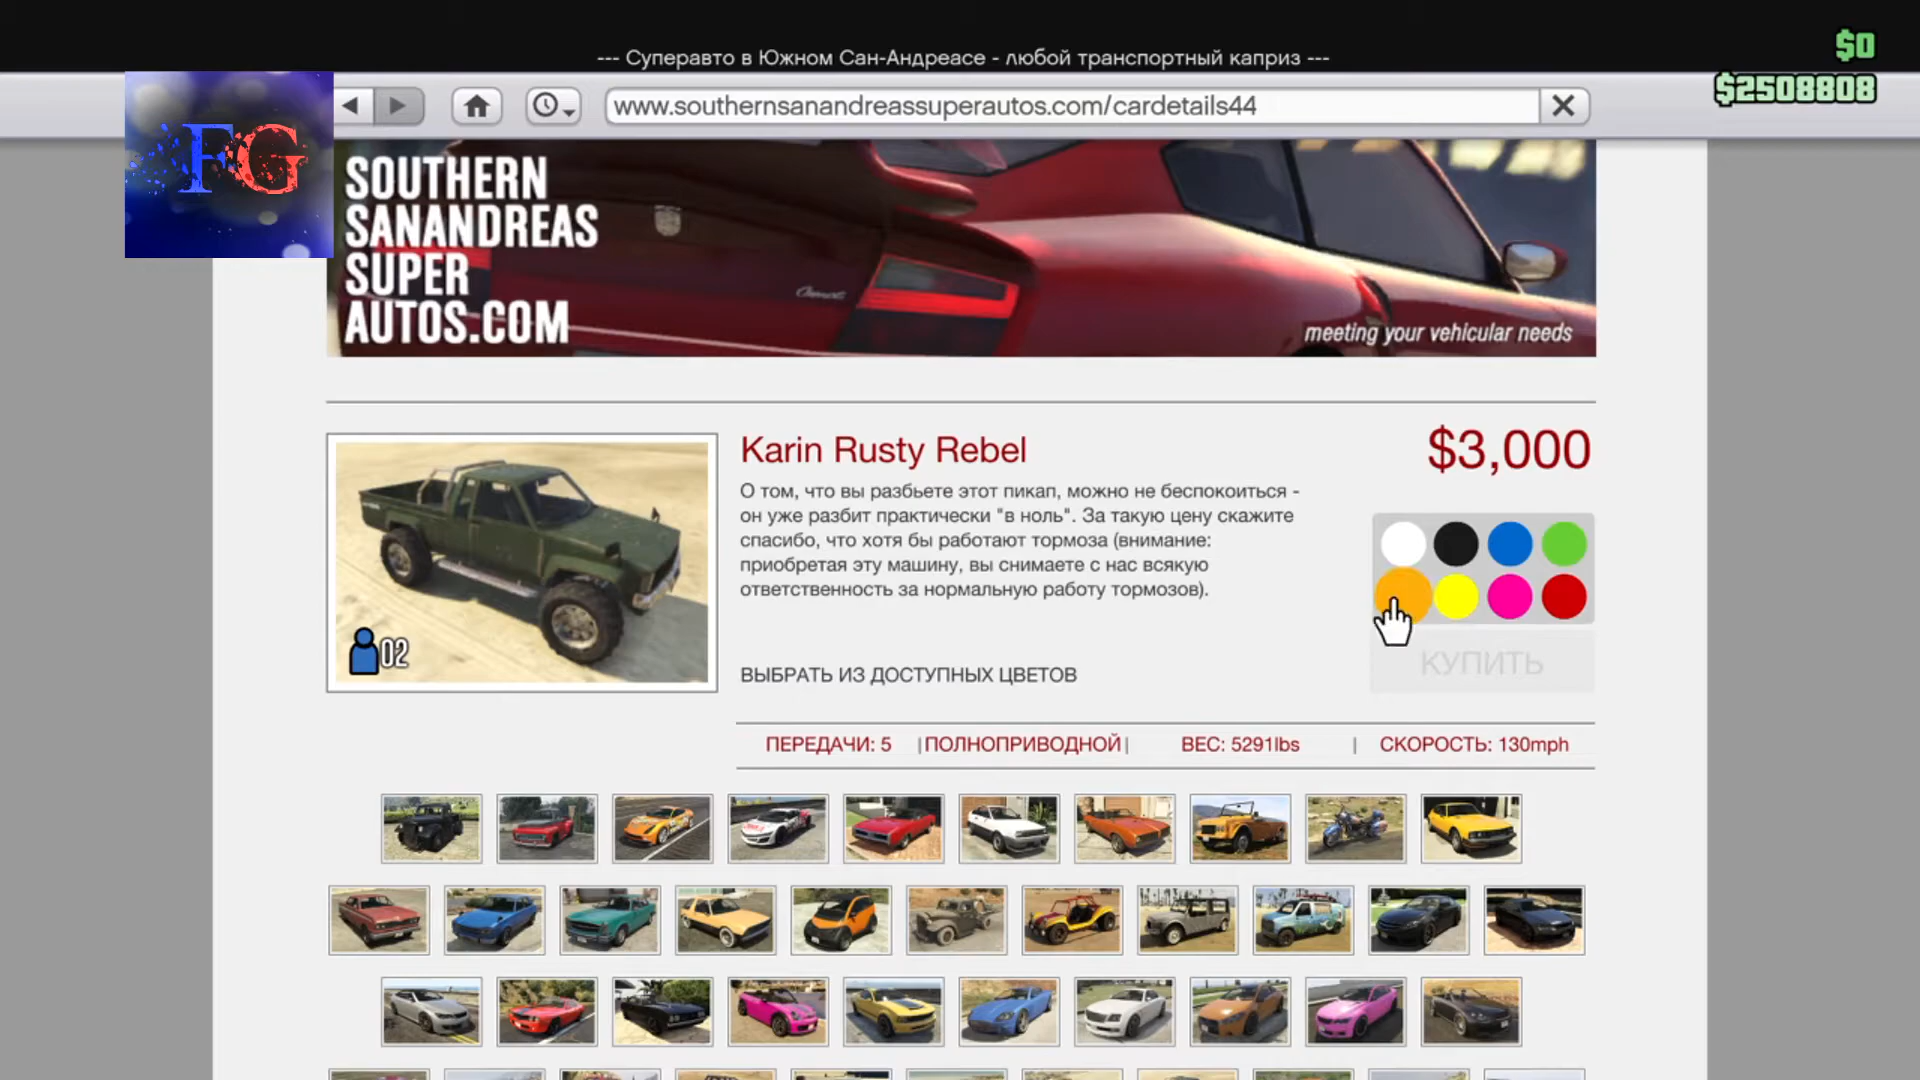 --- Суперавто в Южном Сан-Андреасе - любой транспортный каприз ---
$0
$2508808
www.southernsanandreassuperautos.com/cardetails44
FG
SOUTHERN
SANANDREAS
SUPER
AUTOS.COM
meeting your vehicular needs
Karin Rusty Rebel
$3,000
О том, что вы разбьете этот пикап, можно не беспокоиться -
он уже разбит практически "в ноль". За такую цену скажите
спасибо, что хотя бы работают тормоза (внимание:
приобретая эту машину, вы снимаете с нас всякую
ответственность за нормальную работу тормозов).
02
ВЫБРАТЬ ИЗ ДОСТУПНЫХ ЦВЕТОВ
КУПИТЬ
ПЕРЕДАЧИ: 5 |ПОЛНОПРИВОДНОЙ| ВЕС: 5291lbs | СКОРОСТЬ: 130mph